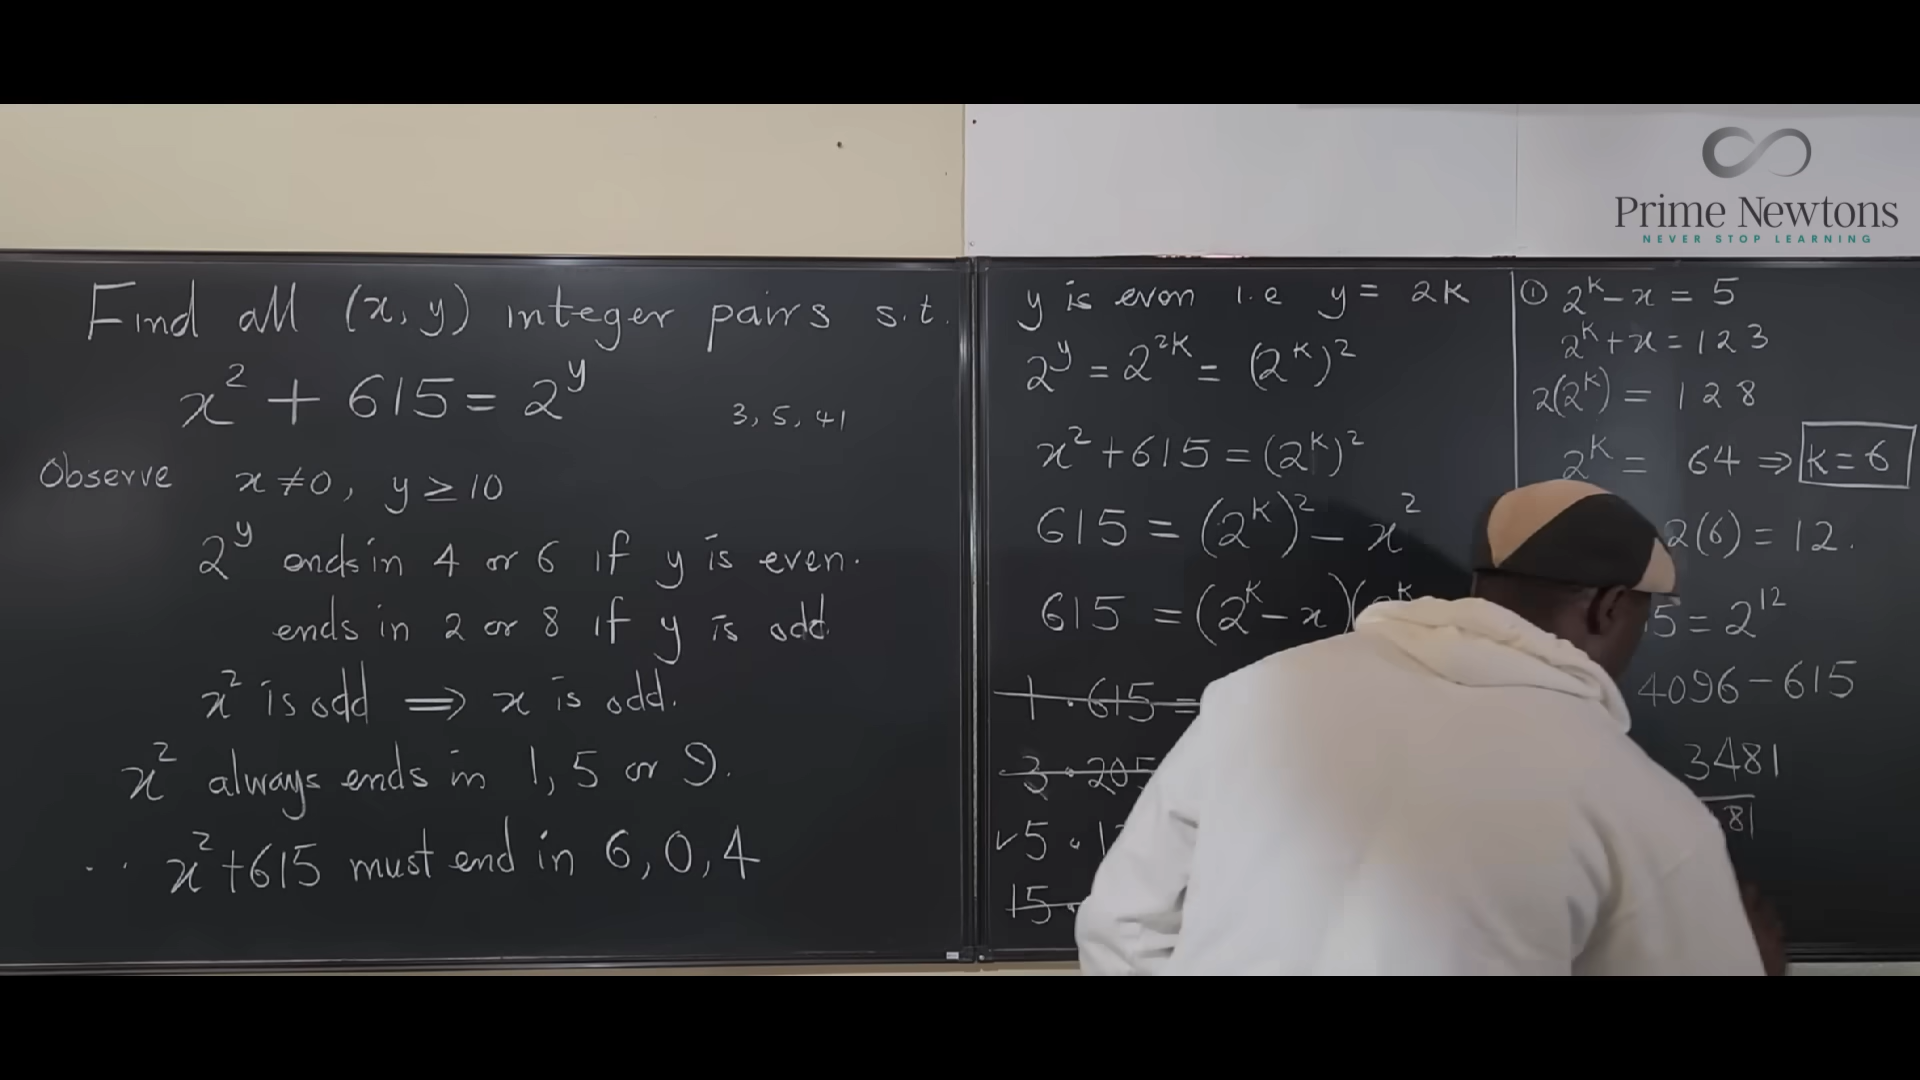 Prime Newtons
NEVER STOP LEARNING
Find all (x, y) integer pairs s.t.
x² + 615 = 2^y
3, 5, 41
Observe x ≠ 0, y ≥ 10
2^y ends in 4 or 6 if y is even.
ends in 2 or 8 if y is odd
x² is odd ⟹ x is odd.
x² always ends in 1, 5 or 9.
x² + 615 must end in 6, 0, 4
y is even i.e y = 2k
2^y = 2^2k = (2^k)²
x² + 615 = (2^k)²
615 = (2^k)² - x²
615 = (2^k - x)(2^k
1 · 615 =
3 · 205
✓ 5 · 1
15 ·
① 2^k - x = 5
2^k + x = 123
2(2^k) = 128
2^k = 64 ⟹ k = 6
2(6) = 12.
5 = 2^12
4096 - 615
3481
81